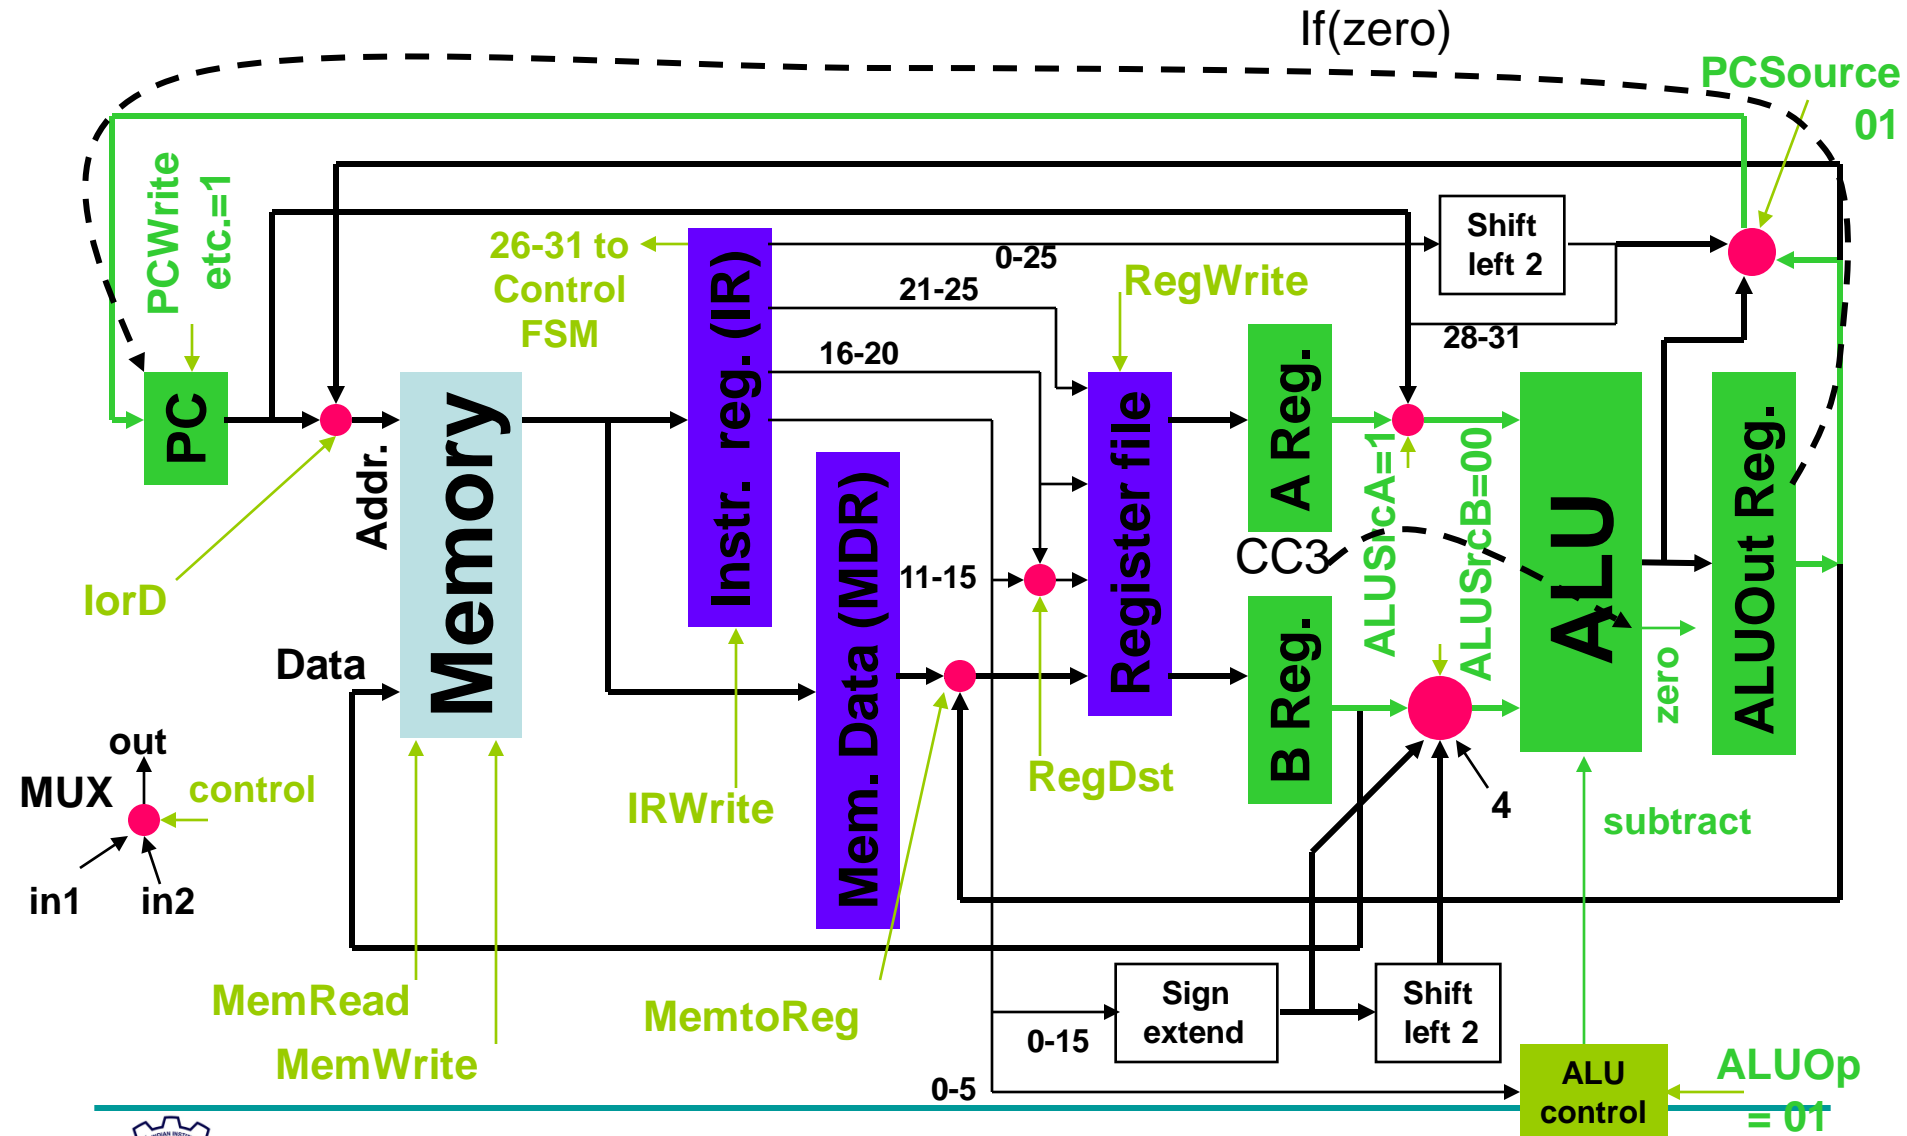 If(zero)
PCSource
01
PCWrite
etc.=1
26-31 to
Control
FSM
Instr. reg. (IR)
0-25
Shift
left 2
21-25
RegWrite
28-31
16-20
PC
Addr.
Memory
Mem. Data (MDR)
Register file
A Reg.
ALUSrcA=1
ALUSrcB=00
ALU
ALUOut Reg.
CC3
11-15
IorD
Data
B Reg.
zero
out
MUX
control
in1
in2
IRWrite
RegDst
4
subtract
MemRead
MemWrite
MemtoReg
Sign
extend
Shift
left 2
0-15
0-5
ALU
control
ALUOp
= 01